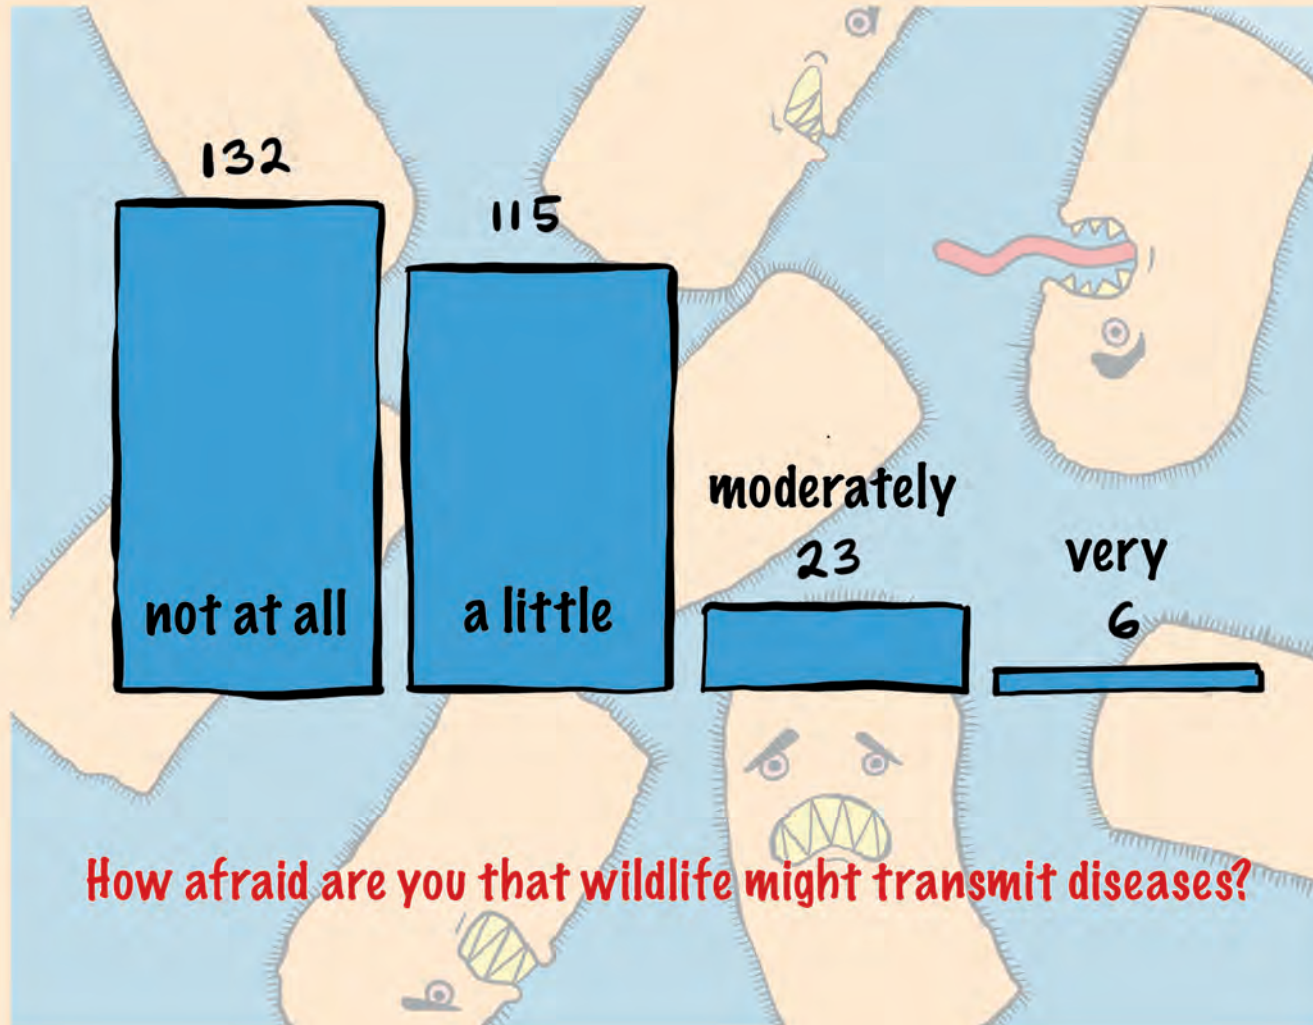 132
115
moderately
23
very
6
not at all
a little
How afraid are you that wildlife might transmit diseases?